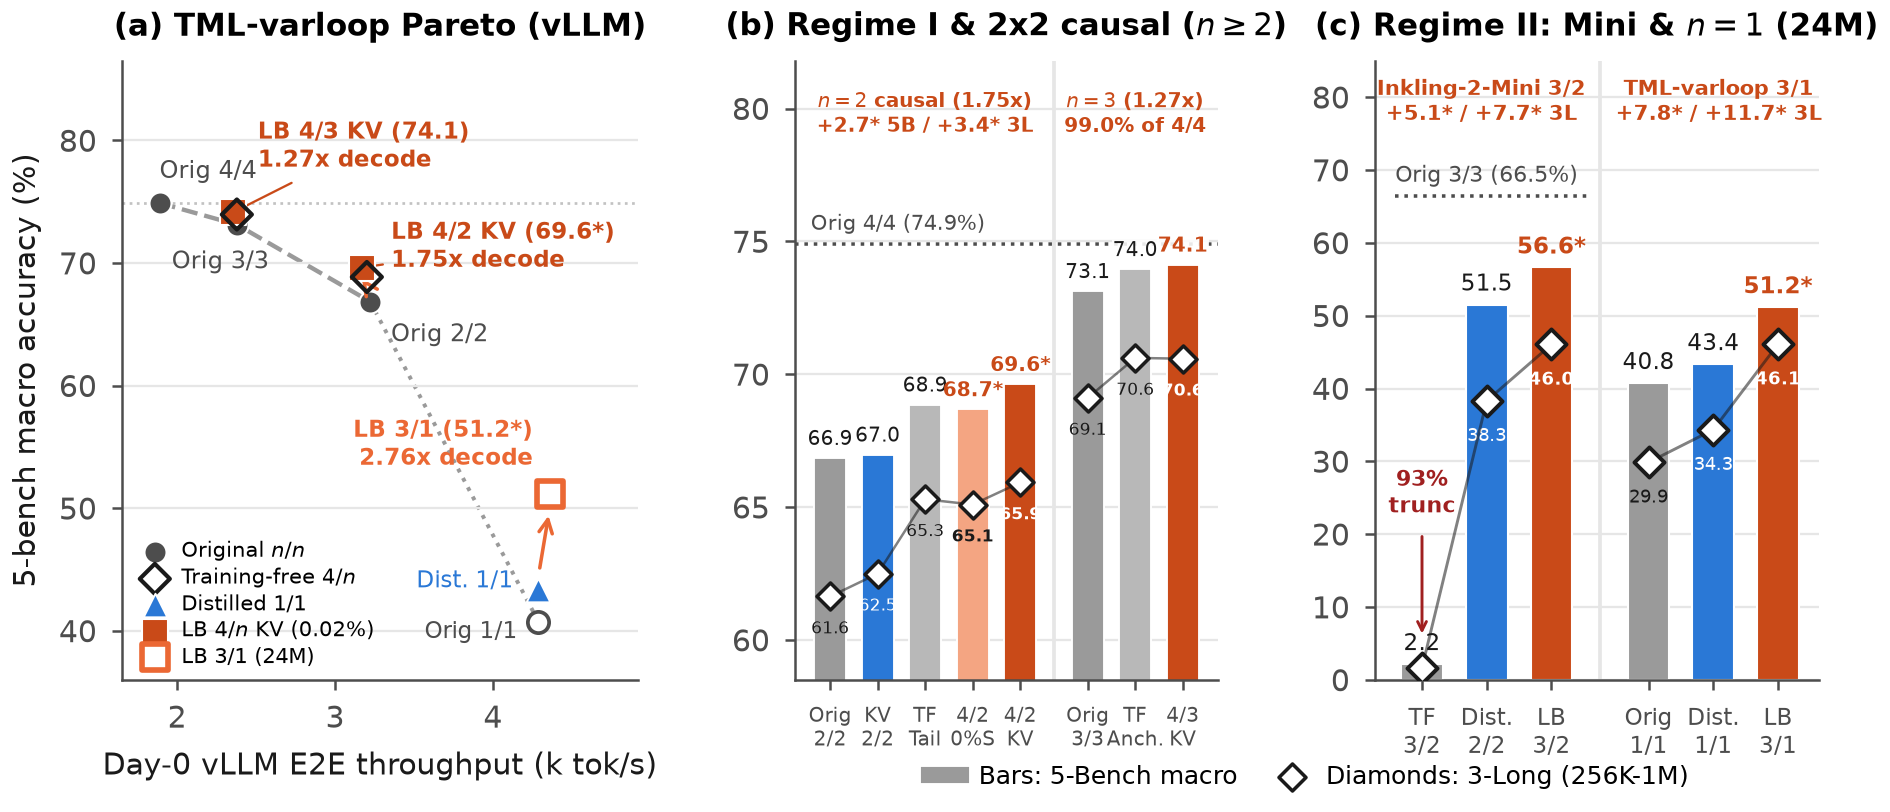 (a) TML-varloop Pareto (vLLM)
5-bench macro accuracy (%)
80
70
60
50
40
LB 4/3 KV (74.1)
1.27x decode
Orig 4/4
Orig 3/3
LB 4/2 KV (69.6*)
1.75x decode
Orig 2/2
LB 3/1 (51.2*)
2.76x decode
Dist. 1/1
Orig 1/1
Original n/n
Training-free 4/n
Distilled 1/1
LB 4/n KV (0.02%)
LB 3/1 (24M)
2 3 4
Day-0 vLLM E2E throughput (k tok/s)
(b) Regime I & 2x2 causal (n ≥ 2)
80
75
70
65
60
n = 2 causal (1.75x)
+2.7* 5B / +3.4* 3L
n = 3 (1.27x)
99.0% of 4/4
Orig 4/4 (74.9%)
66.9 67.0 68.9 68.7* 69.6* 73.1 74.0 74.1
61.6 62.5 65.3 65.1 65.9 69.1 70.6 70.6
Orig KV TF 4/2 4/2 Orig TF 4/3
2/2 2/2 Tail 0%S KV 3/3 Anch. KV
(c) Regime II: Mini & n = 1 (24M)
80
70
60
50
40
30
20
10
0
Inkling-2-Mini 3/2
+5.1* / +7.7* 3L
TML-varloop 3/1
+7.8* / +11.7* 3L
Orig 3/3 (66.5%)
93%
trunc
2.2 51.5 56.6* 40.8 43.4 51.2*
38.3 46.0 29.9 34.3 46.1
TF Dist. LB Orig Dist. LB
3/2 2/2 3/2 1/1 1/1 3/1
Bars: 5-Bench macro
Diamonds: 3-Long (256K-1M)